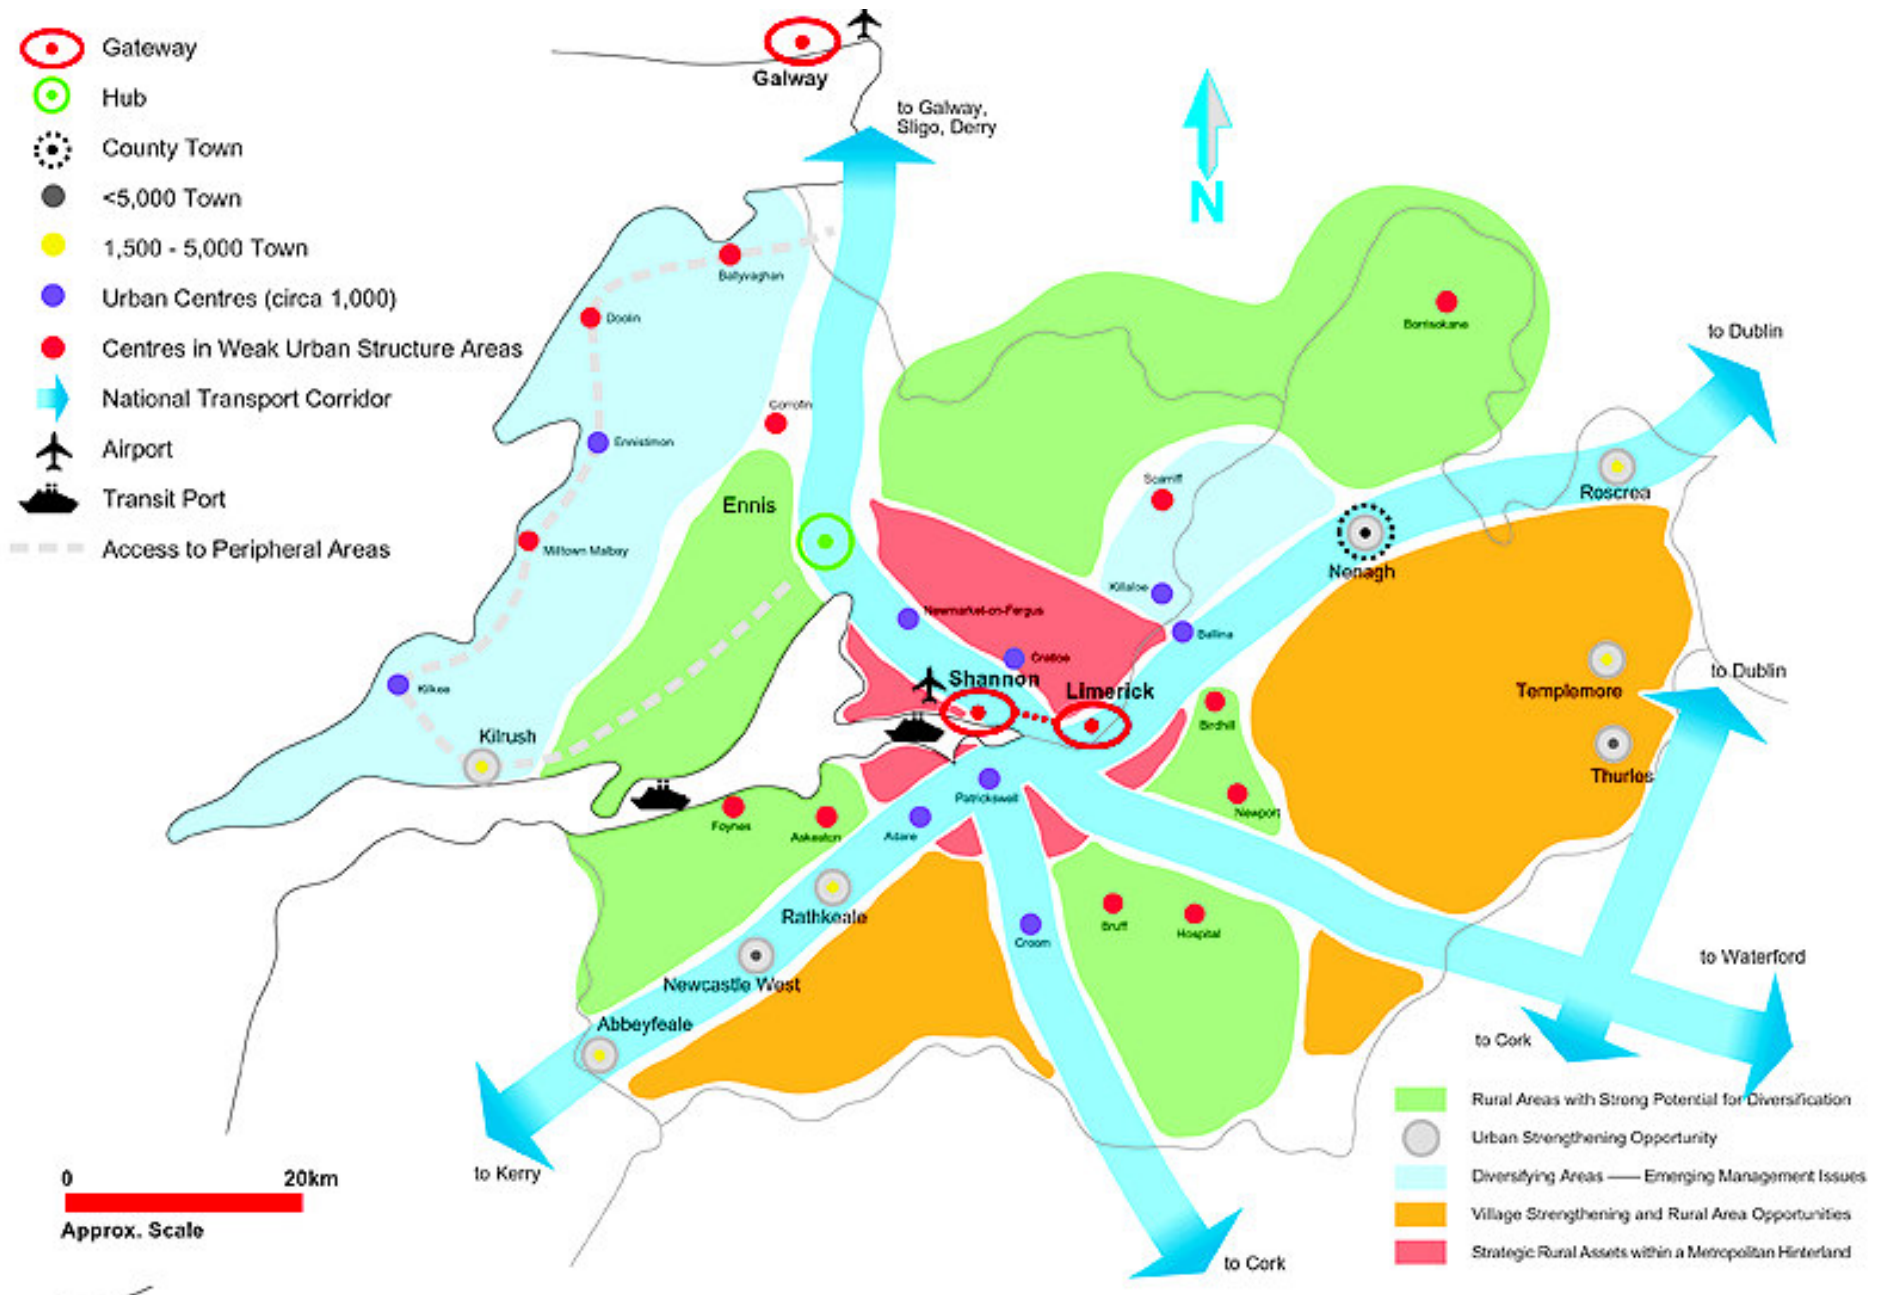 Gateway
Hub
County Town
<5,000 Town
1,500 - 5,000 Town
Urban Centres (circa 1,000)
Centres in Weak Urban Structure Areas
National Transport Corridor
Airport
Transit Port
Access to Peripheral Areas
Galway
to Galway,
Sligo, Derry
N
Ballyvaghan
Doolin
Borrisokane
to Dublin
Corrofin
Ennistimon
Scarriff
Roscrea
Ennis
Miltown Malbay
Nenagh
Killaloe
Newmarket-on-Fergus
Ballina
Cratloe
Kilkee
Shannon
Limerick
to Dublin
Templemore
Birdhill
Kilrush
Thurles
Patrickswell
Foynes
Askeaton
Adare
Newport
Rathkeale
Bruff
Hospital
Croom
to Waterford
Newcastle West
Abbeyfeale
to Cork
to Kerry
to Cork
0 20km
Approx. Scale
Rural Areas with Strong Potential for Diversification
Urban Strengthening Opportunity
Diversifying Areas —— Emerging Management Issues
Village Strengthening and Rural Area Opportunities
Strategic Rural Assets within a Metropolitan Hinterland